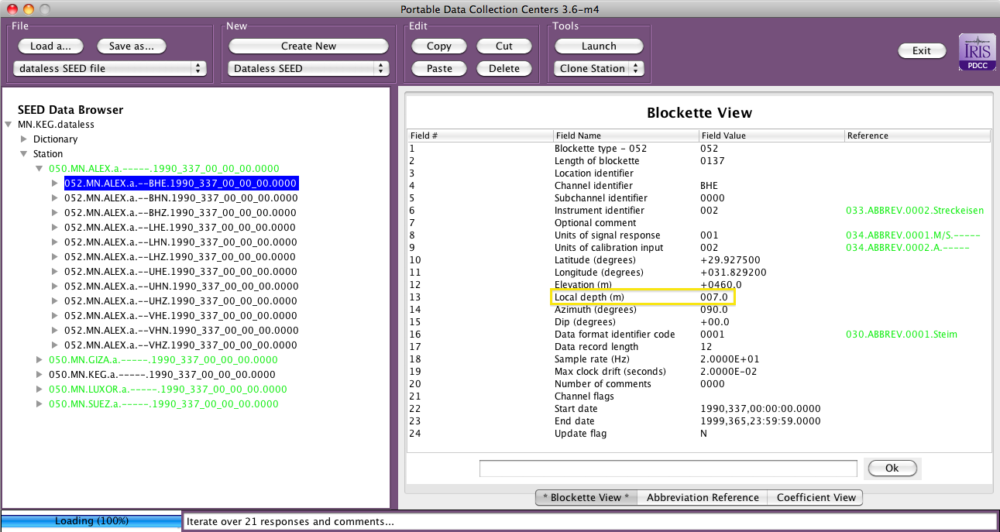 Portable Data Collection Centers 3.6-m4
File
New
Edit
Tools
Load a...
Save as...
Create New
Copy
Cut
Launch
Exit
IRIS
PDCC
dataless SEED file
Dataless SEED
Paste
Delete
Clone Station
SEED Data Browser
MN.KEG.dataless
Dictionary
Station
050.MN.ALEX.a.-----.1990_337_00_00_00.0000
052.MN.ALEX.a.--BHE.1990_337_00_00_00.0000
052.MN.ALEX.a.--BHN.1990_337_00_00_00.0000
052.MN.ALEX.a.--BHZ.1990_337_00_00_00.0000
052.MN.ALEX.a.--LHE.1990_337_00_00_00.0000
052.MN.ALEX.a.--LHN.1990_337_00_00_00.0000
052.MN.ALEX.a.--LHZ.1990_337_00_00_00.0000
052.MN.ALEX.a.--UHE.1990_337_00_00_00.0000
052.MN.ALEX.a.--UHN.1990_337_00_00_00.0000
052.MN.ALEX.a.--UHZ.1990_337_00_00_00.0000
052.MN.ALEX.a.--VHE.1990_337_00_00_00.0000
052.MN.ALEX.a.--VHN.1990_337_00_00_00.0000
052.MN.ALEX.a.--VHZ.1990_337_00_00_00.0000
050.MN.GIZA.a.-----.1990_337_00_00_00.0000
050.MN.KEG.a.-----.1990_337_00_00_00.0000
050.MN.LUXOR.a.-----.1990_337_00_00_00.0000
050.MN.SUEZ.a.-----.1990_337_00_00_00.0000
Blockette View
Field # Field Name Field Value Reference
1 Blockette type - 052 052
2 Length of blockette 0137
3 Location identifier
4 Channel identifier BHE
5 Subchannel identifier 0000
6 Instrument identifier 002 033.ABBREV.0002.Streckeisen
7 Optional comment
8 Units of signal response 001 034.ABBREV.0001.M/S.-----
9 Units of calibration input 002 034.ABBREV.0002.A.-----
10 Latitude (degrees) +29.927500
11 Longitude (degrees) +031.829200
12 Elevation (m) +0460.0
13 Local depth (m) 007.0
14 Azimuth (degrees) 090.0
15 Dip (degrees) +00.0
16 Data format identifier code 0001 030.ABBREV.0001.Steim
17 Data record length 12
18 Sample rate (Hz) 2.0000E+01
19 Max clock drift (seconds) 2.0000E-02
20 Number of comments 0000
21 Channel flags
22 Start date 1990,337,00:00:00.0000
23 End date 1999,365,23:59:59.0000
24 Update flag N
Ok
* Blockette View * Abbreviation Reference Coefficient View
Loading (100%)
Iterate over 21 responses and comments...